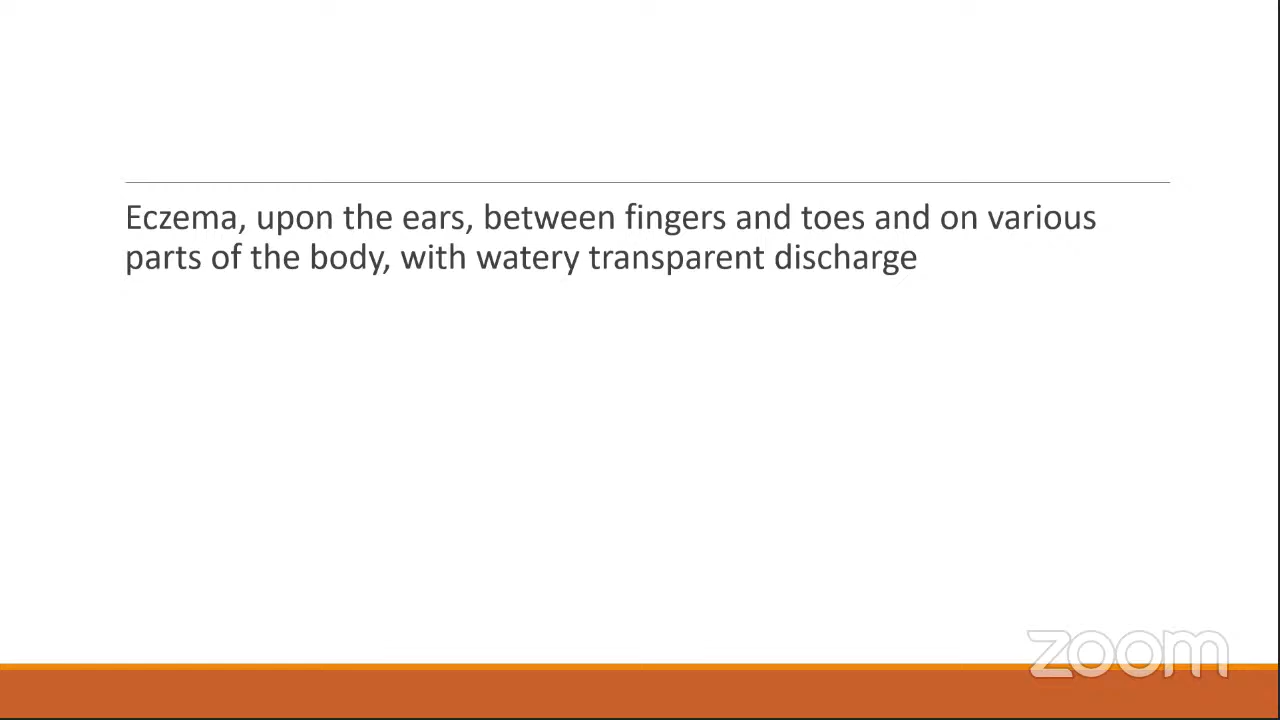 Eczema, upon the ears, between fingers and toes and on various
parts of the body, with watery transparent discharge
zoom